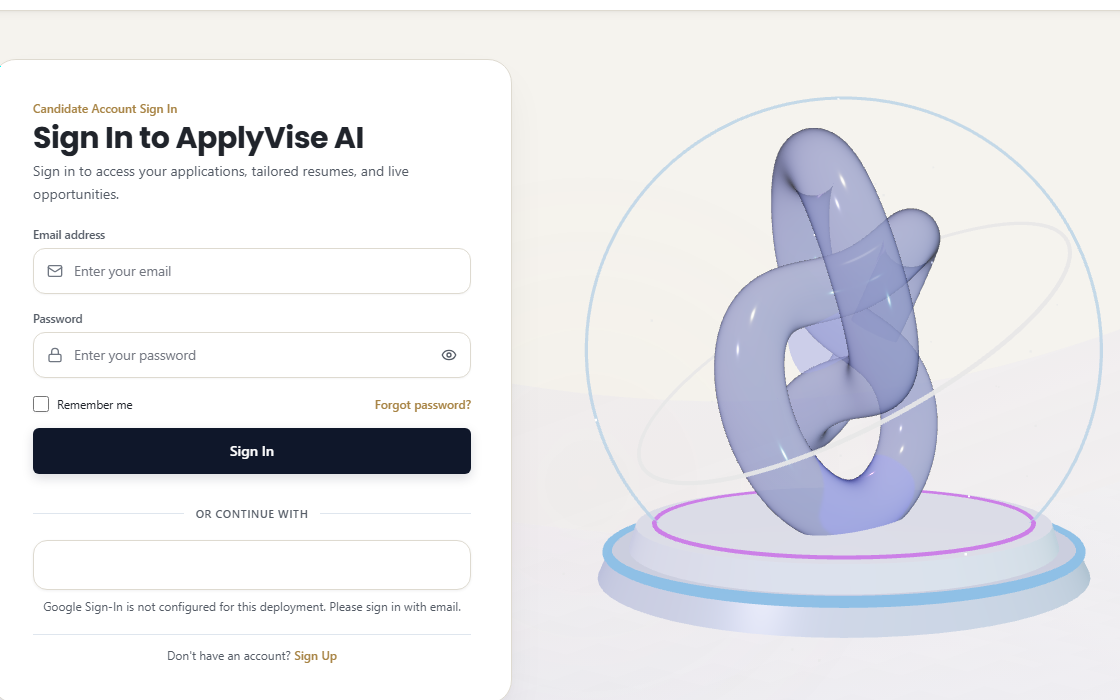 Candidate Account Sign In
Sign In to ApplyVise AI
Sign in to access your applications, tailored resumes, and live
opportunities.
Email address
Enter your email
Password
Enter your password
Remember me
Forgot password?
Sign In
OR CONTINUE WITH
Google Sign-In is not configured for this deployment. Please sign in with email.
Don't have an account? Sign Up